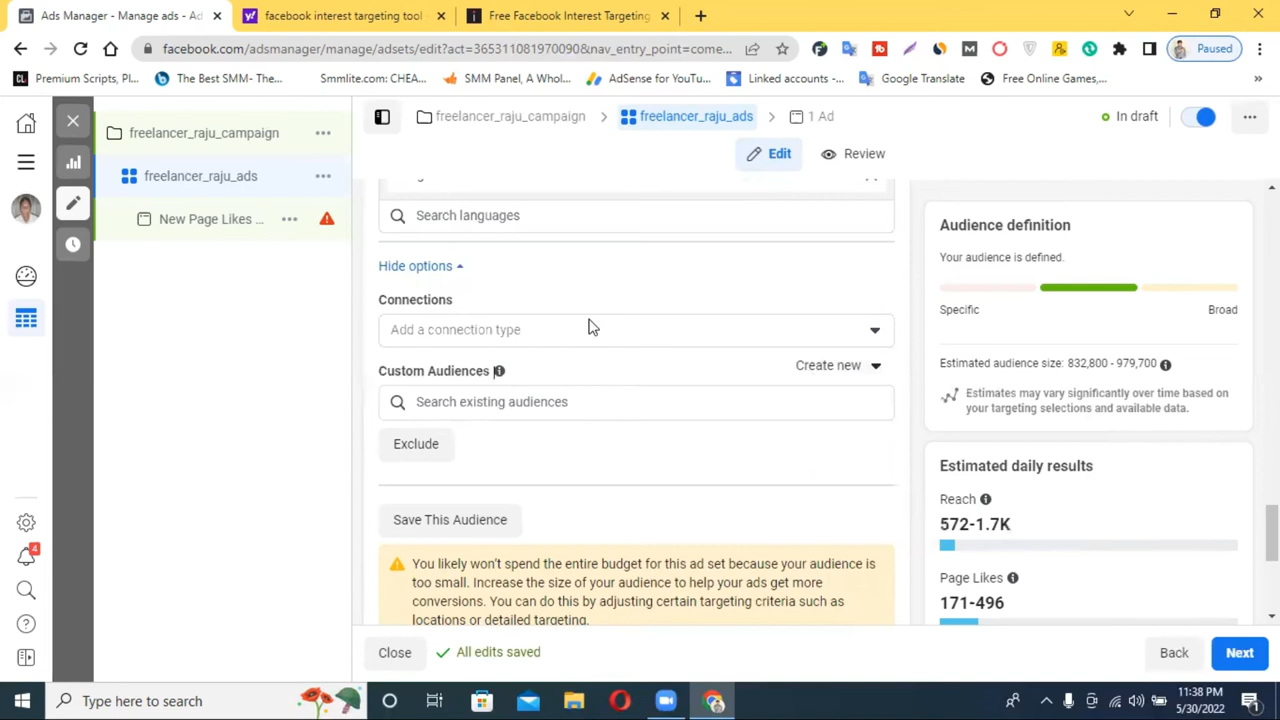 Ads Manager - Manage ads - Ad
facebook interest targeting tool -
Free Facebook Interest Targeting
facebook.com/adsmanager/manage/adsets/edit?act=365311081970090&nav_entry_point=come...
Paused
Premium Scripts, Pl...
The Best SMM- The...
Smmlite.com: CHEA...
SMM Panel, A Whol...
AdSense for YouTu...
Linked accounts -...
Google Translate
Free Online Games,...
freelancer_raju_campaign
freelancer_raju_ads
New Page Likes ...
freelancer_raju_campaign
freelancer_raju_ads
1 Ad
In draft
Edit
Review
Search languages
Hide options
Connections
Add a connection type
Custom Audiences
Create new
Search existing audiences
Exclude
Save This Audience
You likely won't spend the entire budget for this ad set because your audience is
too small. Increase the size of your audience to help your ads get more
conversions. You can do this by adjusting certain targeting criteria such as
locations or detailed targeting.
Audience definition
Your audience is defined.
Specific
Broad
Estimated audience size: 832,800 - 979,700
Estimates may vary significantly over time based on
your targeting selections and available data.
Estimated daily results
Reach
572-1.7K
Page Likes
171-496
4
Close
All edits saved
Back
Next
Type here to search
11:38 PM
5/30/2022
1